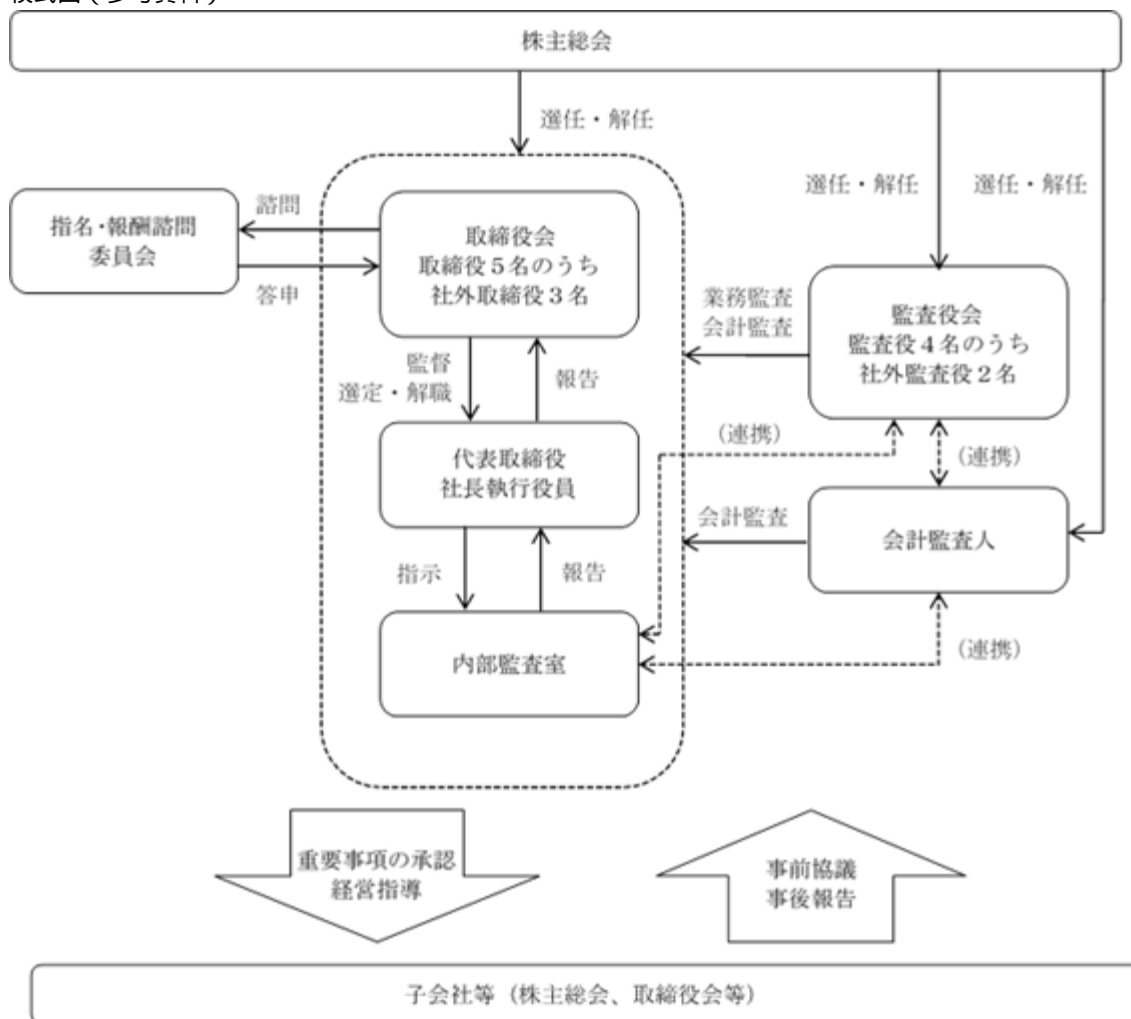 模式図(参考資料)
株主総会
選任・解任
選任・解任
選任・解任
指名・報酬諮問
委員会
諮問
答申
取締役会
取締役5名のうち
社外取締役3名
業務監査
会計監査
監査役会
監査役4名のうち
社外監査役2名
監督
選定・解職
報告
(連携)
(連携)
代表取締役
社長執行役員
会計監査
会計監査人
指示
報告
内部監査室
(連携)
重要事項の承認
経営指導
事前協議
事後報告
子会社等(株主総会、取締役会等)